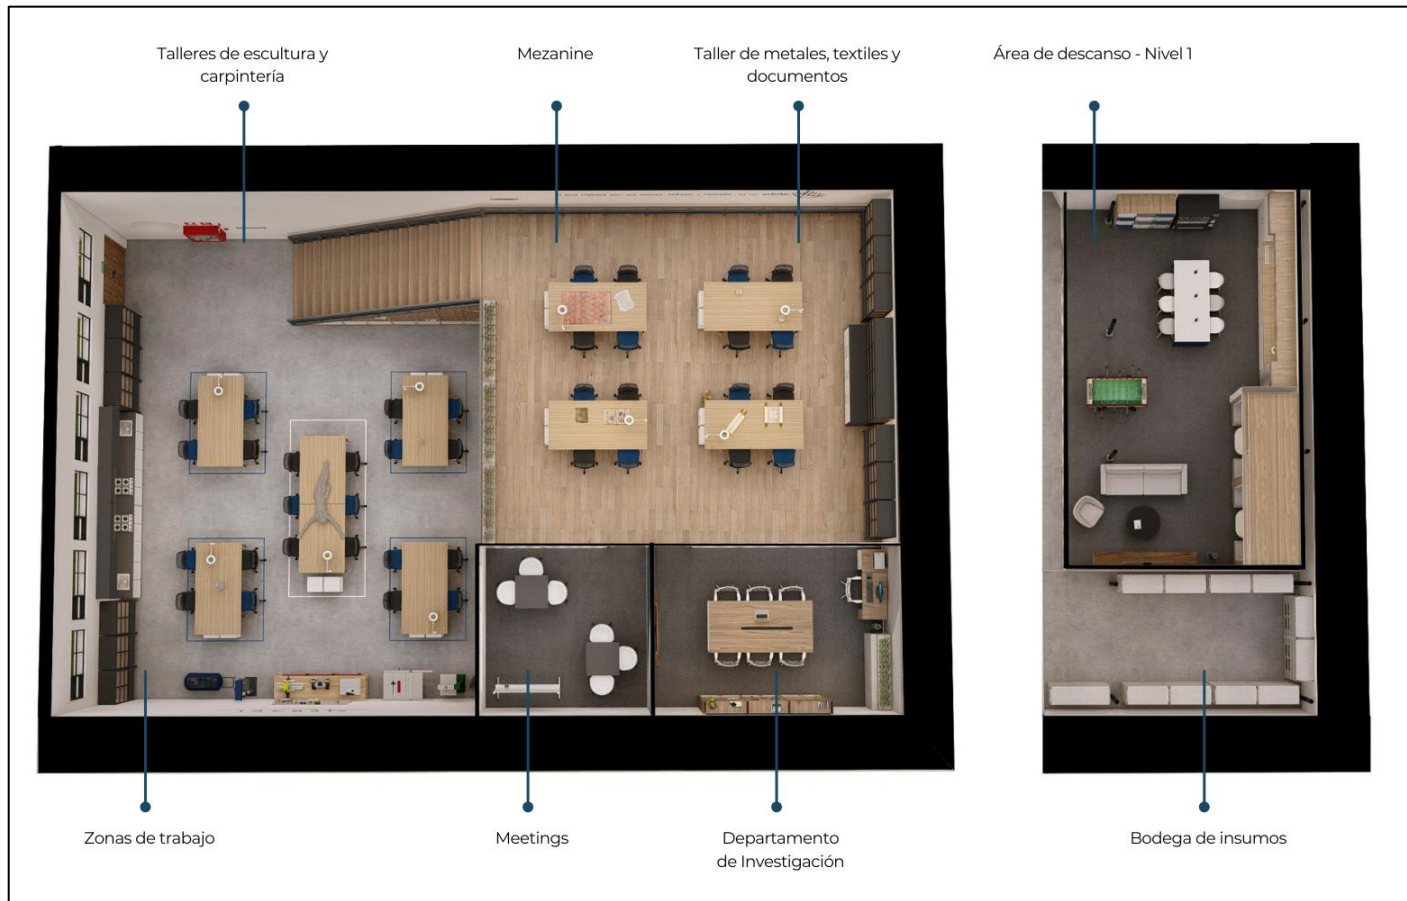 Talleres de escultura y
carpintería
Mezanine
Taller de metales, textiles y
documentos
Área de descanso - Nivel 1
Zonas de trabajo
Meetings
Departamento
de Investigación
Bodega de insumos